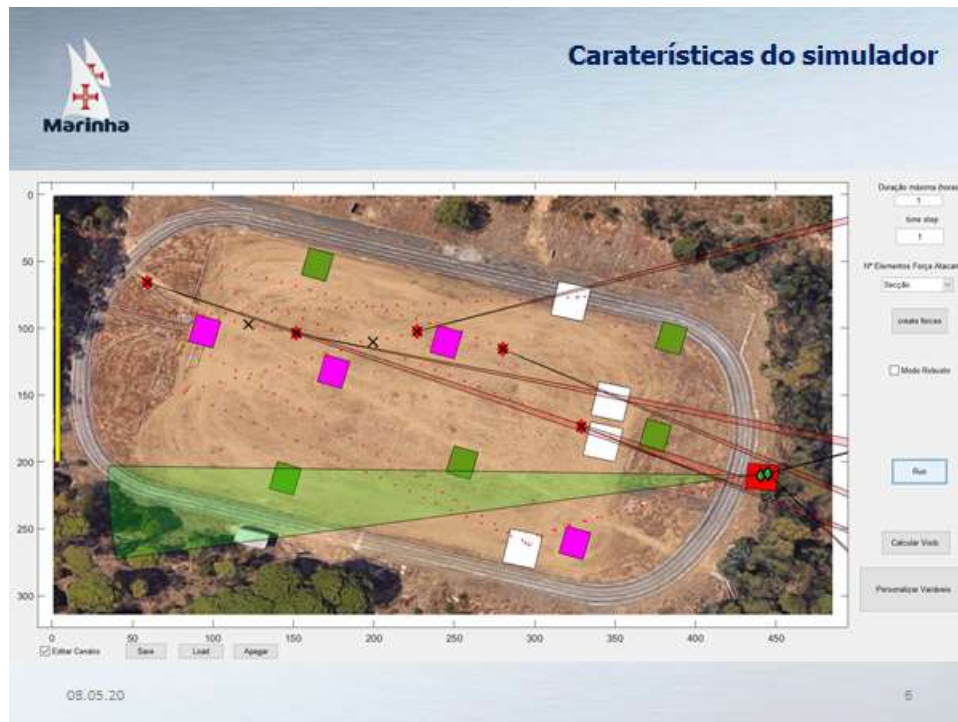 Caraterísticas do simulador
Marinha
Duração máxima (horas
1
time step
1
Nº Elementos Força Atacan
Secção
create forces
Modo Robusto
Run
Calcular Visib.
Personalizar Variáveis
0
50
100
150
200
250
300
0
50
100
150
200
250
300
350
400
450
Editar Cenário
Save
Load
Apagar
08.05.20
6